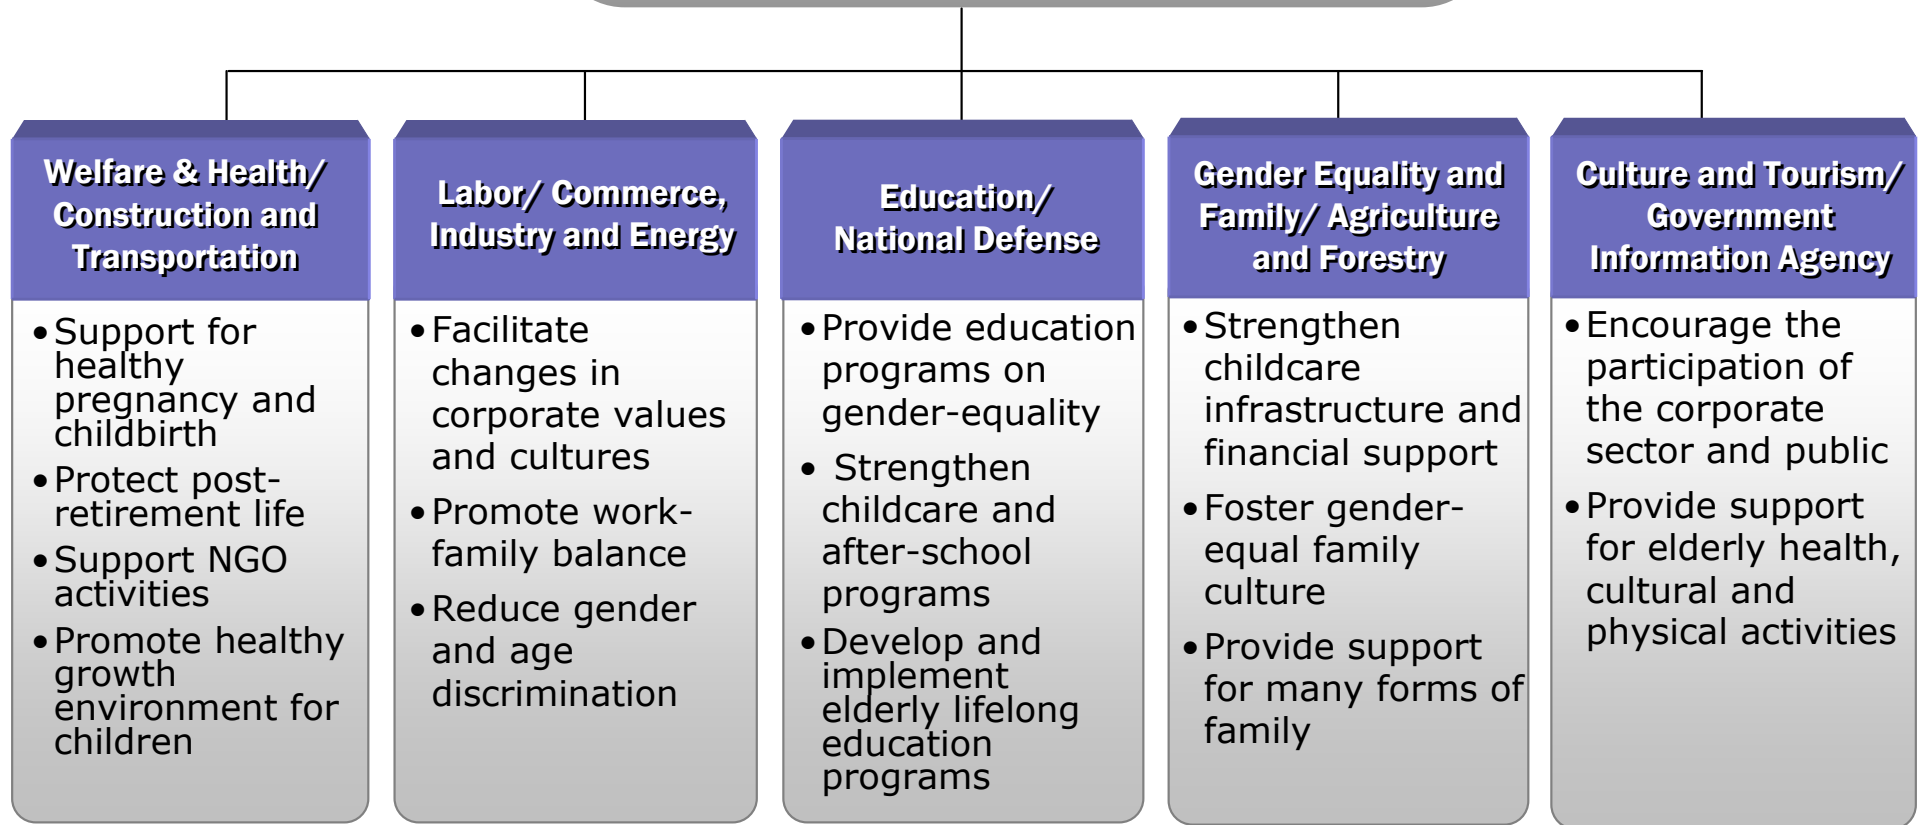 Welfare & Health/
Construction and
Transportation
• Support for
healthy
pregnancy and
childbirth
• Protect post-
retirement life
• Support NGO
activities
• Promote healthy
growth
environment for
children
Labor/ Commerce,
Industry and Energy
• Facilitate
changes in
corporate values
and cultures
• Promote work-
family balance
• Reduce gender
and age
discrimination
Education/
National Defense
• Provide education
programs on
gender-equality
• Strengthen
childcare and
after-school
programs
• Develop and
implement
elderly lifelong
education
programs
Gender Equality and
Family/ Agriculture
and Forestry
• Strengthen
childcare
infrastructure and
financial support
• Foster gender-
equal family
culture
• Provide support
for many forms of
family
Culture and Tourism/
Government
Information Agency
• Encourage the
participation of
the corporate
sector and public
• Provide support
for elderly health,
cultural and
physical activities